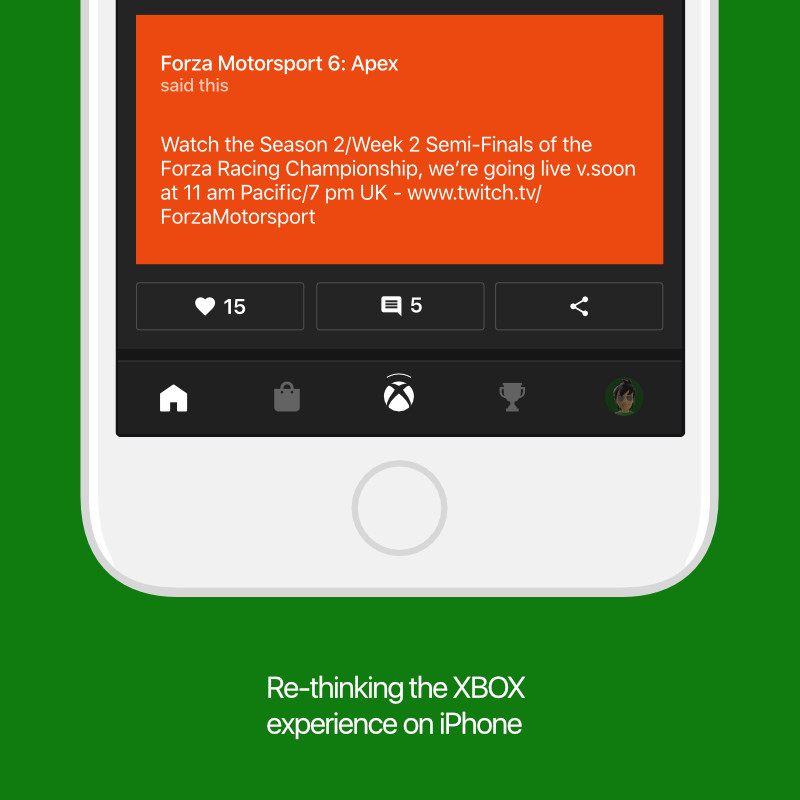 Forza Motorsport 6: Apex
said this
Watch the Season 2/Week 2 Semi-Finals of the
Forza Racing Championship, we’re going live v.soon
at 11 am Pacific/7 pm UK - www.twitch.tv/
ForzaMotorsport
15
5
Re-thinking the XBOX
experience on iPhone